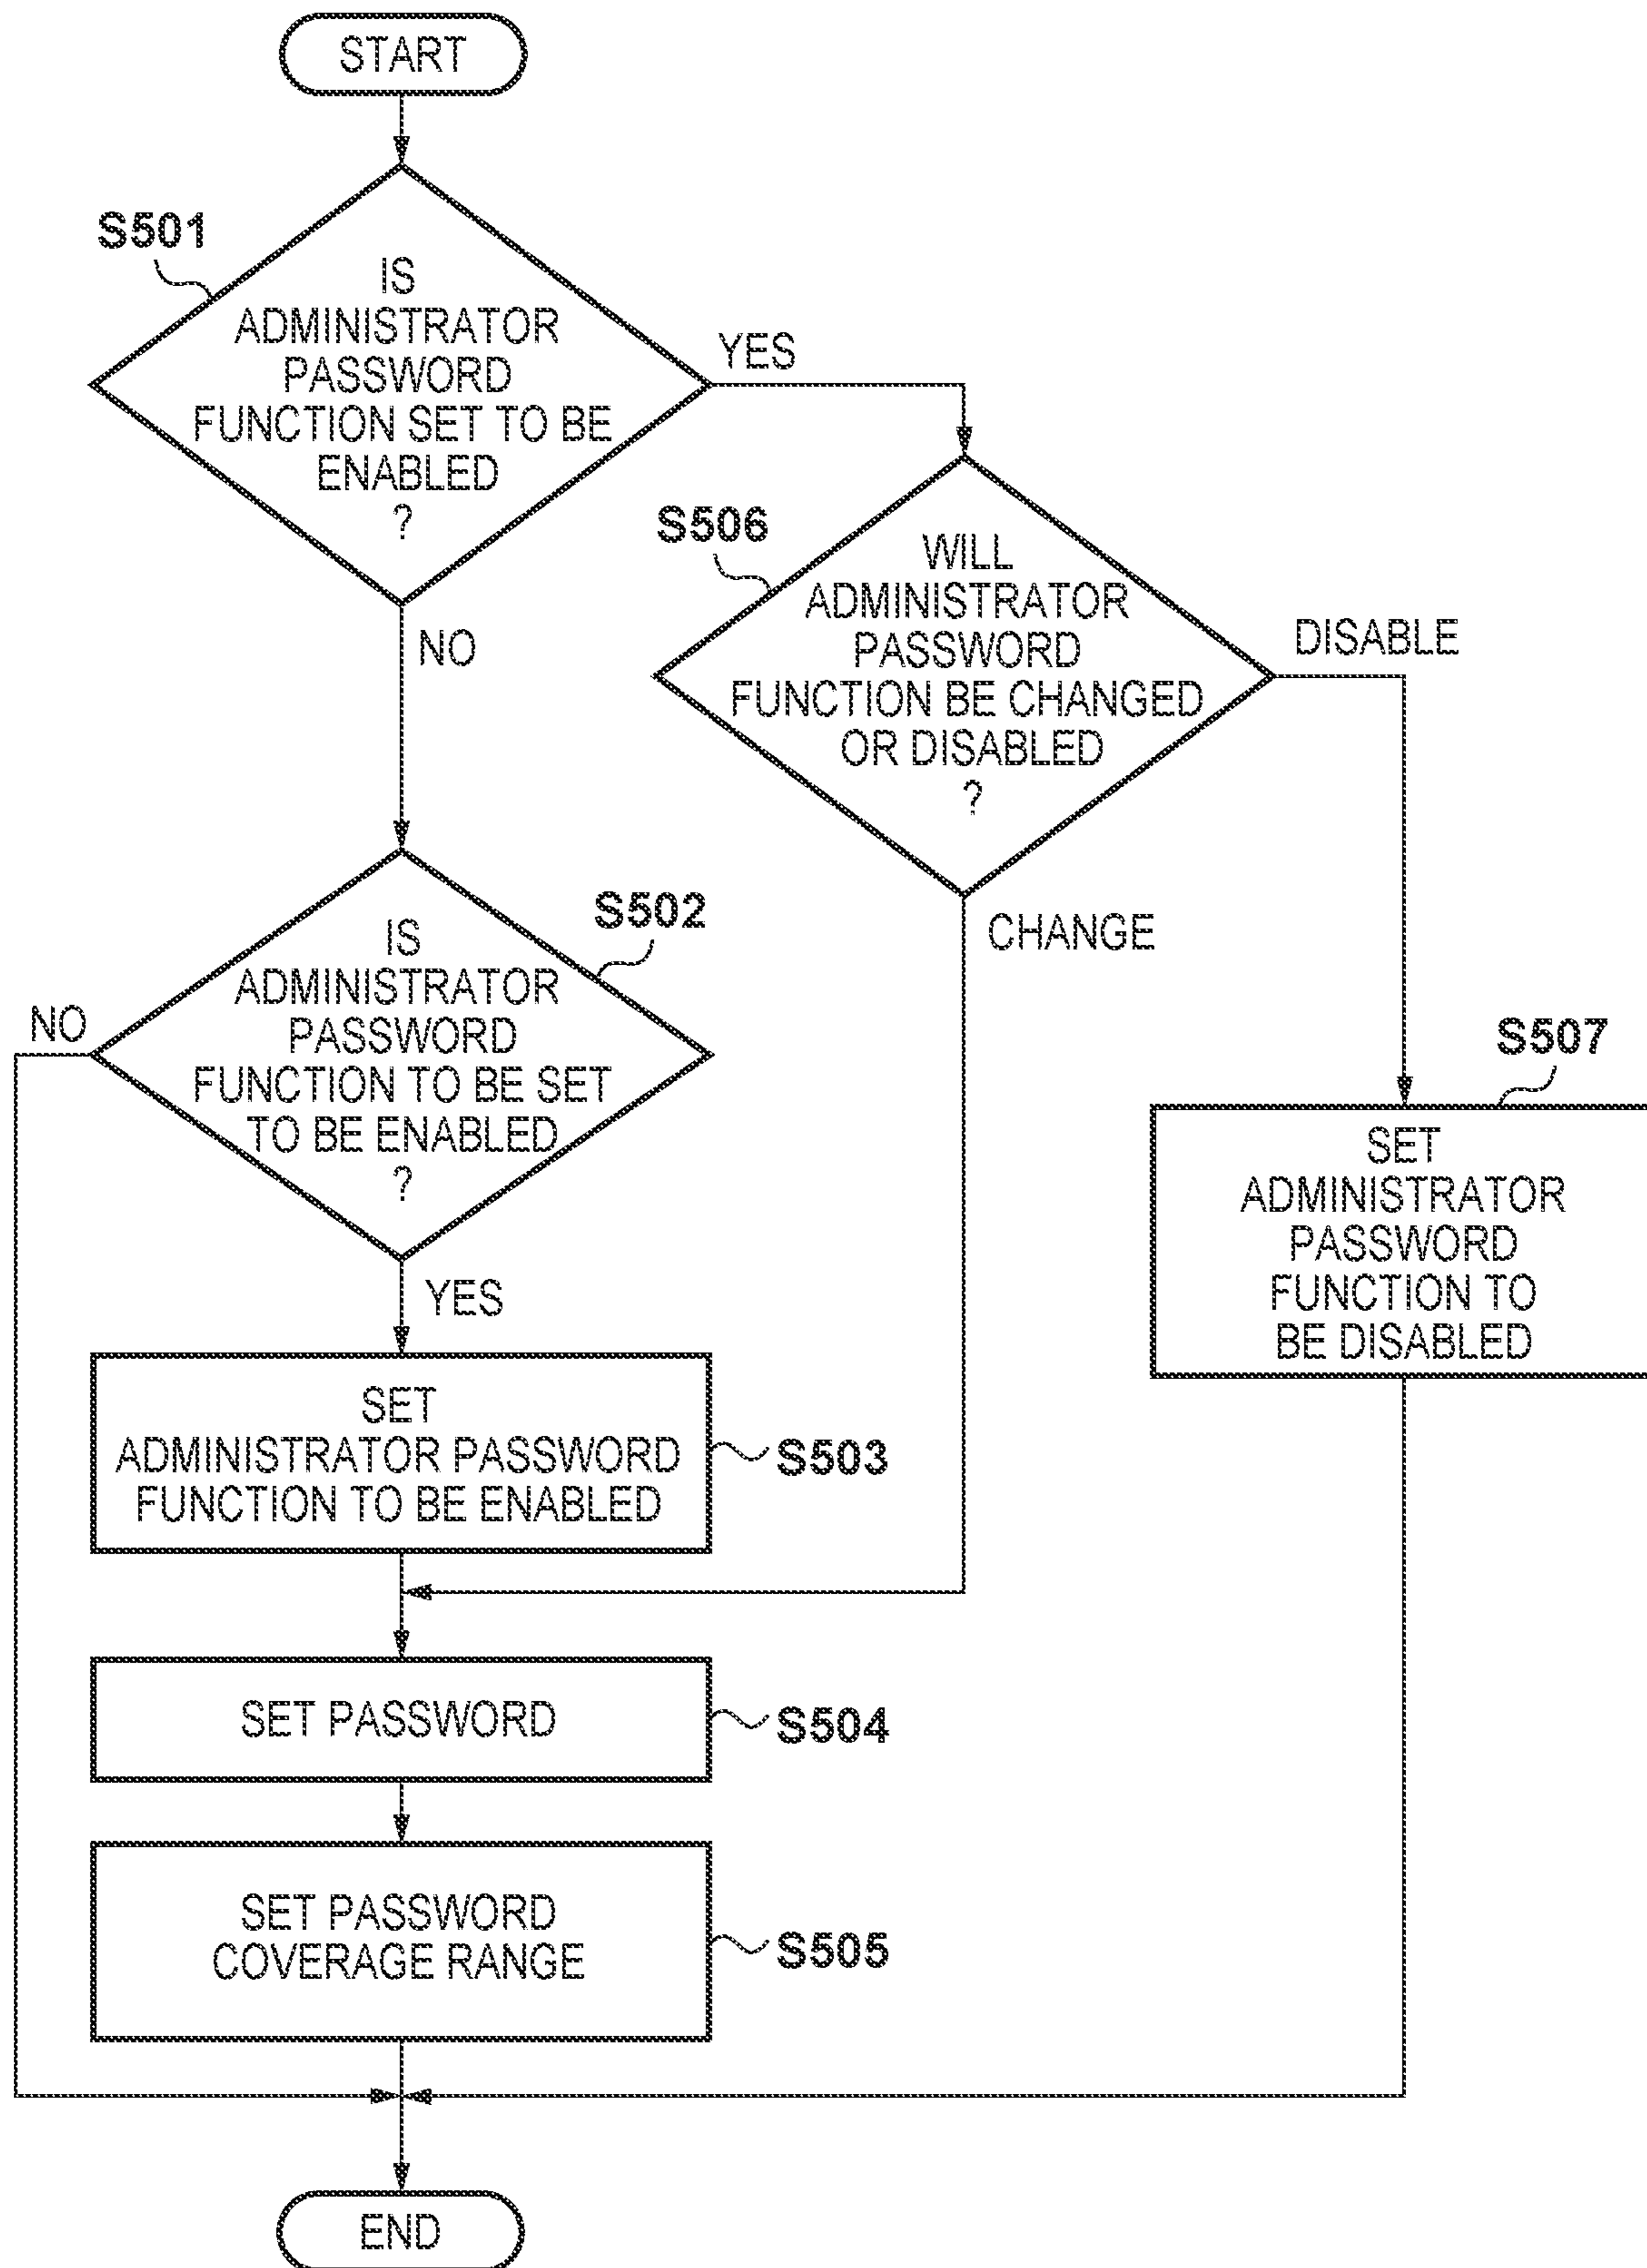 START
S501
IS
ADMINISTRATOR
PASSWORD
FUNCTION SET TO BE
ENABLED
?
YES
NO
S506
WILL
ADMINISTRATOR
PASSWORD
FUNCTION BE CHANGED
OR DISABLED
?
DISABLE
CHANGE
S502
IS
ADMINISTRATOR
PASSWORD
FUNCTION TO BE SET
TO BE ENABLED
?
NO
YES
S507
SET
ADMINISTRATOR
PASSWORD
FUNCTION TO
BE DISABLED
SET
ADMINISTRATOR PASSWORD
FUNCTION TO BE ENABLED
S503
SET PASSWORD
S504
SET PASSWORD
COVERAGE RANGE
S505
END